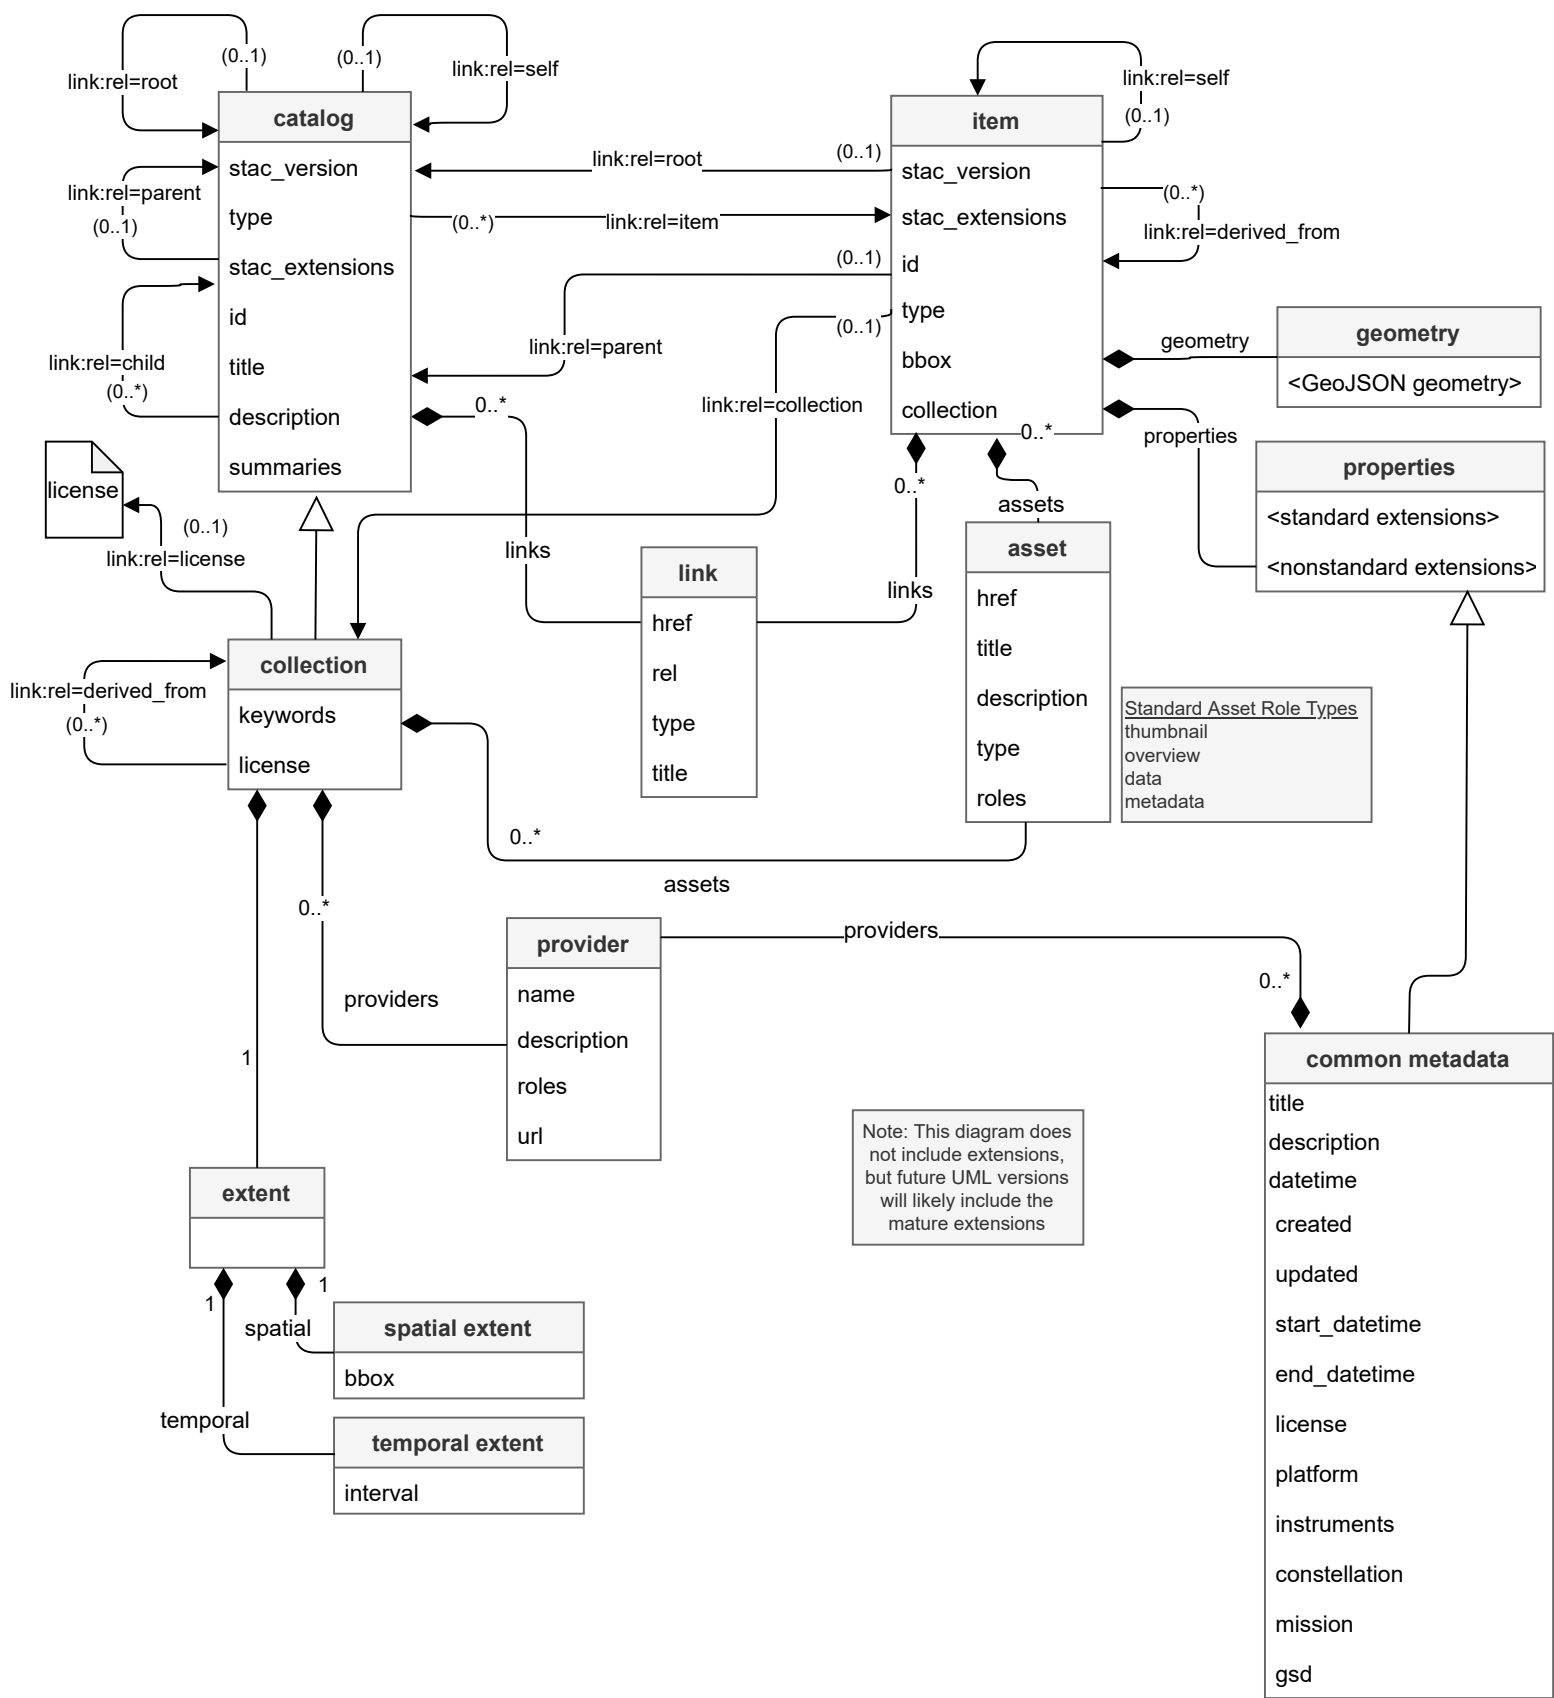 (0..1)
link:rel=root
(0..1)
link:rel=self
catalog
stac_version
type
stac_extensions
id
title
description
summaries
link:rel=parent
(0..1)
link:rel=child
(0..*)
link:rel=root
(0..1)
(0..*)
link:rel=item
(0..1)
link:rel=parent
(0..1)
link:rel=collection
link:rel=self
(0..1)
item
stac_version
stac_extensions
id
type
bbox
collection
(0..*)
link:rel=derived_from
geometry
geometry
<GeoJSON geometry>
properties
properties
<standard extensions>
<nonstandard extensions>
0..*
links
0..*
links
0..*
assets
license
(0..1)
link:rel=license
link
href
rel
type
title
asset
href
title
description
type
roles
Standard Asset Role Types
thumbnail
overview
data
metadata
collection
keywords
license
link:rel=derived_from
(0..*)
0..*
assets
0..*
providers
provider
name
description
roles
url
providers
0..*
1
extent
1
temporal
1
spatial
spatial extent
bbox
temporal extent
interval
Note: This diagram does
not include extensions,
but future UML versions
will likely include the
mature extensions
common metadata
title
description
datetime
created
updated
start_datetime
end_datetime
license
platform
instruments
constellation
mission
gsd